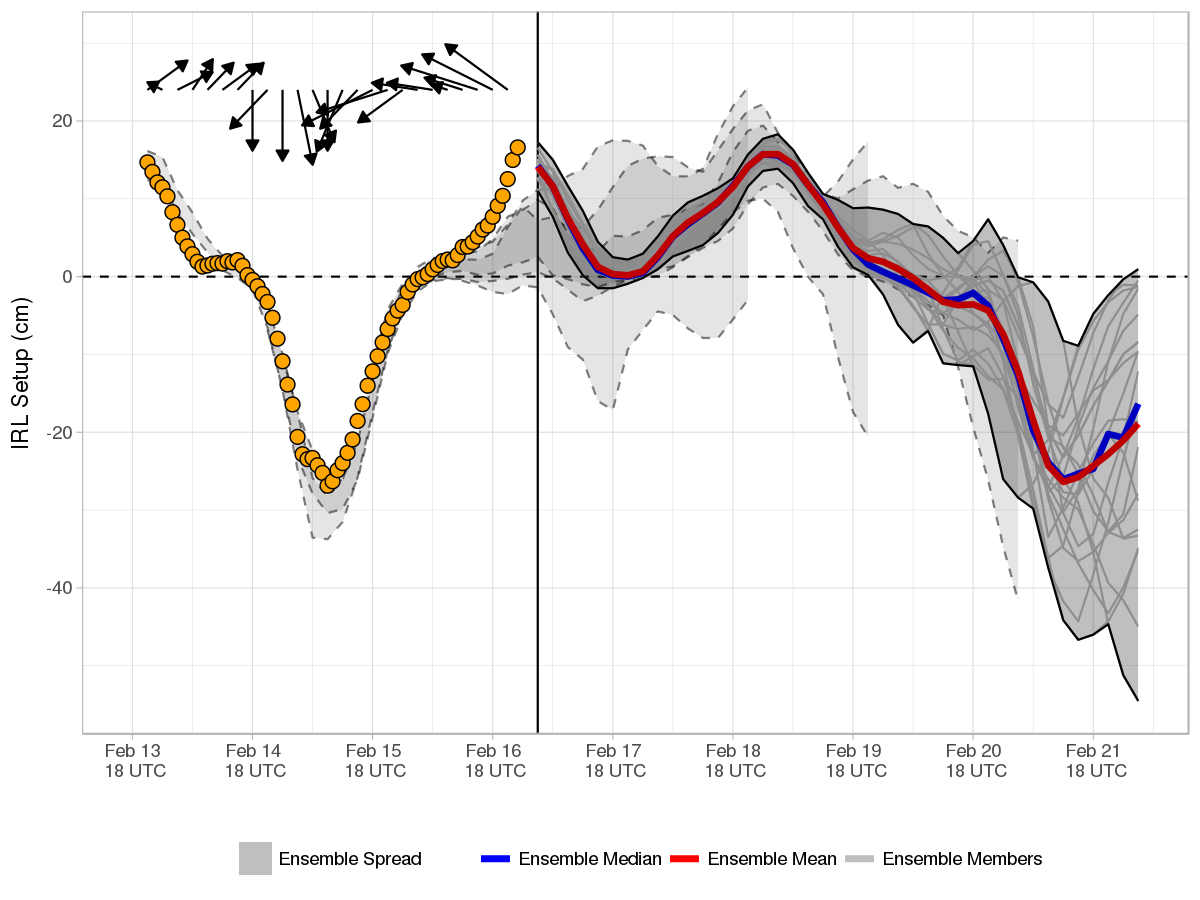 IRL Setup (cm)
20
0
-20
-40
Feb 13
18 UTC
Feb 14
18 UTC
Feb 15
18 UTC
Feb 16
18 UTC
Feb 17
18 UTC
Feb 18
18 UTC
Feb 19
18 UTC
Feb 20
18 UTC
Feb 21
18 UTC
Ensemble Spread
Ensemble Median
Ensemble Mean
Ensemble Members